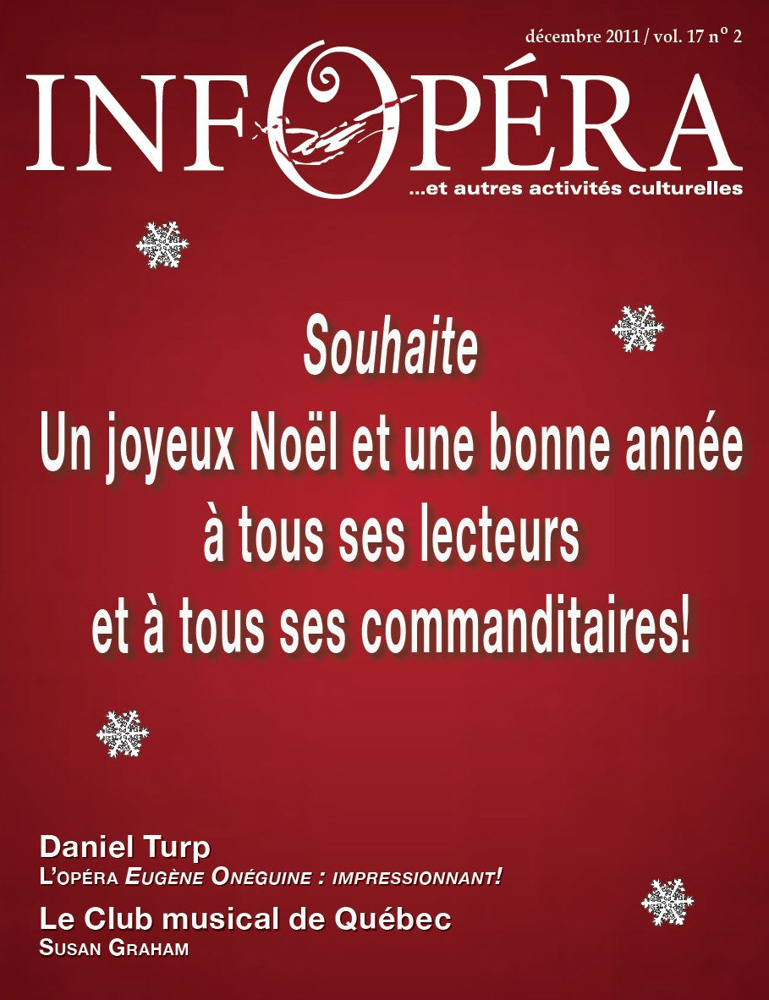 décembre 2011 / vol. 17 nº 2
INFOPÉRA
...et autres activités culturelles
Souhaite
Un joyeux Noël et une bonne année
à tous ses lecteurs
et à tous ses commanditaires!
Daniel Turp
L'OPÉRA EUGÈNE ONÉGUINE : IMPRESSIONNANT!
Le Club musical de Québec
SUSAN GRAHAM